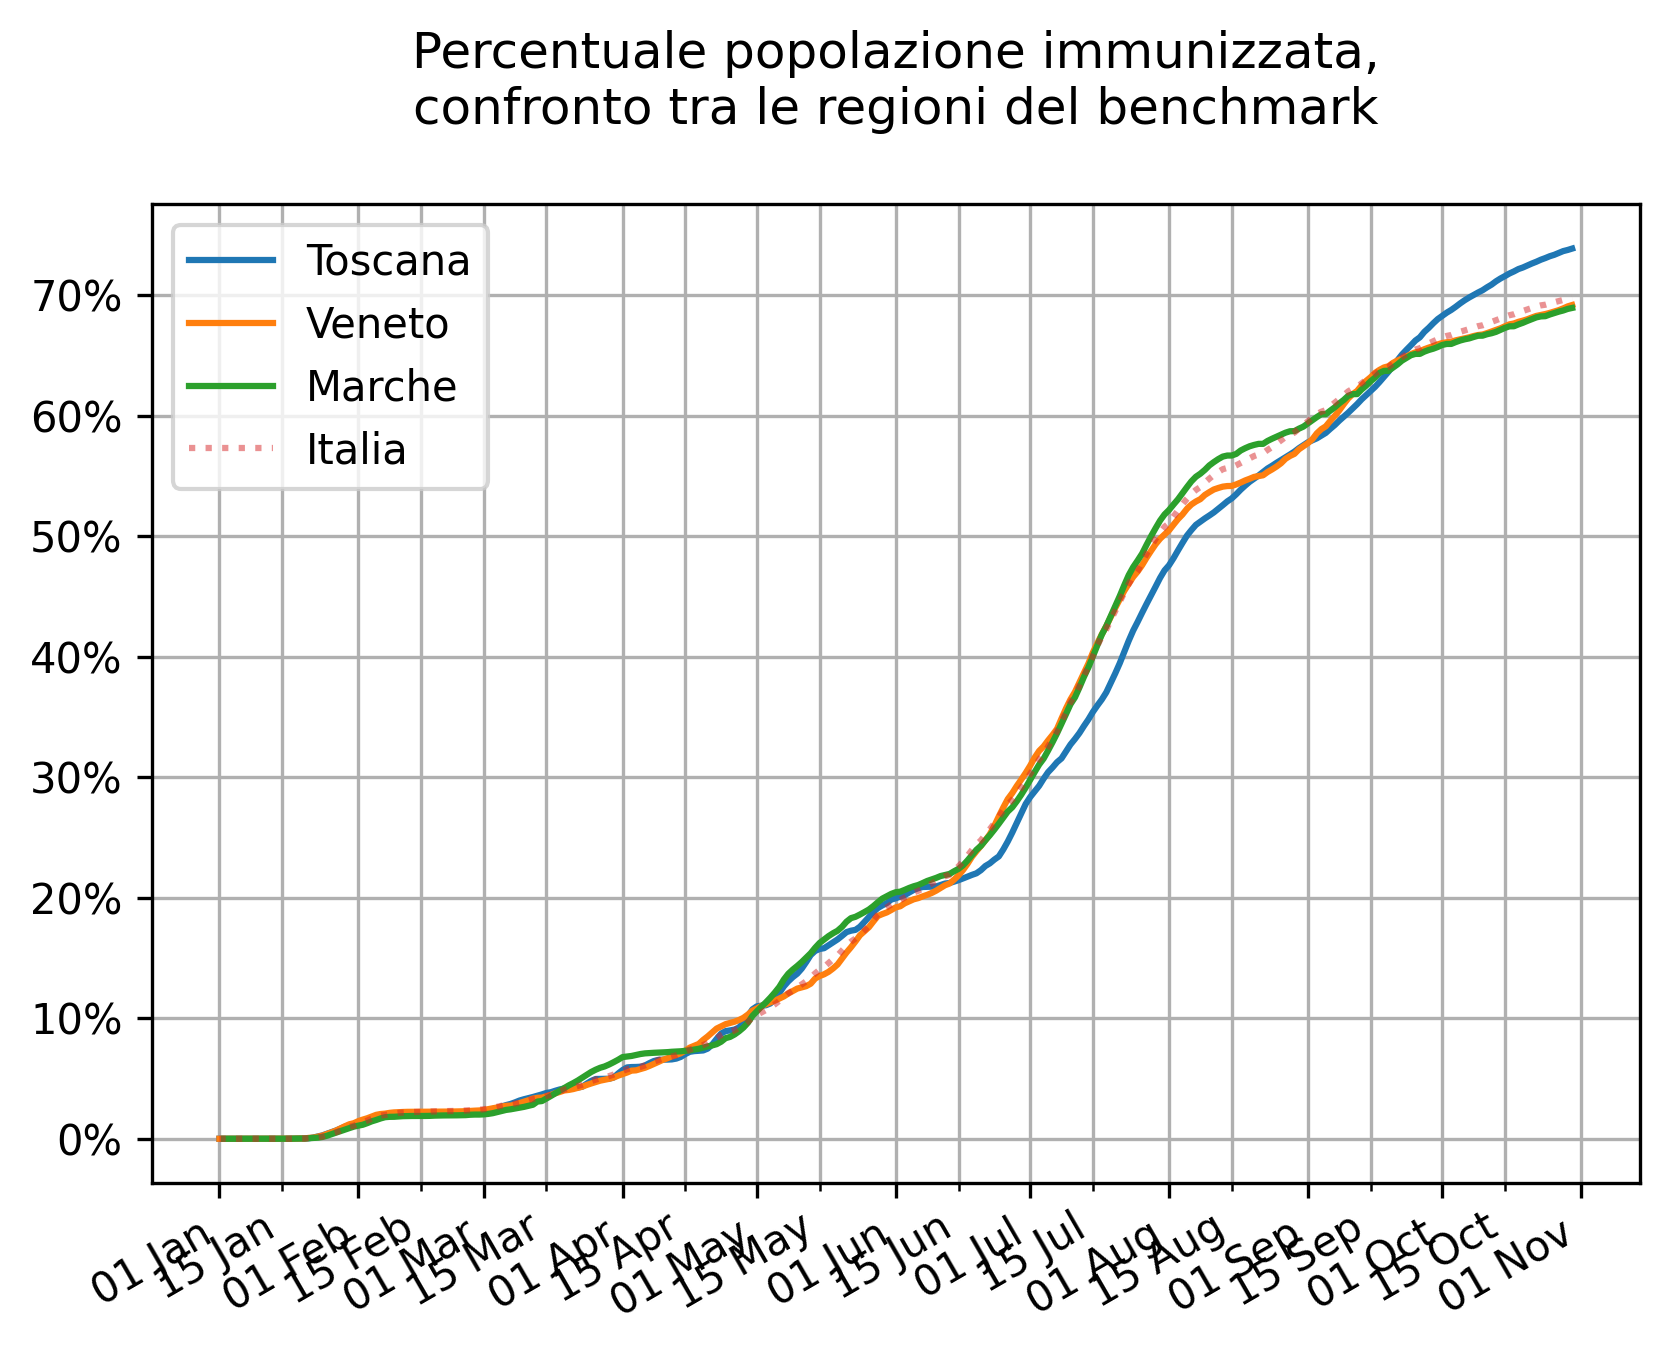 Percentuale popolazione immunizzata,
confronto tra le regioni del benchmark
Toscana
Veneto
Marche
Italia
70%
60%
50%
40%
30%
20%
10%
0%
01 Jan
15 Jan
01 Feb
15 Feb
01 Mar
15 Mar
01 Apr
15 Apr
01 May
15 May
01 Jun
15 Jun
01 Jul
15 Jul
01 Aug
15 Aug
01 Sep
15 Sep
01 Oct
15 Oct
01 Nov